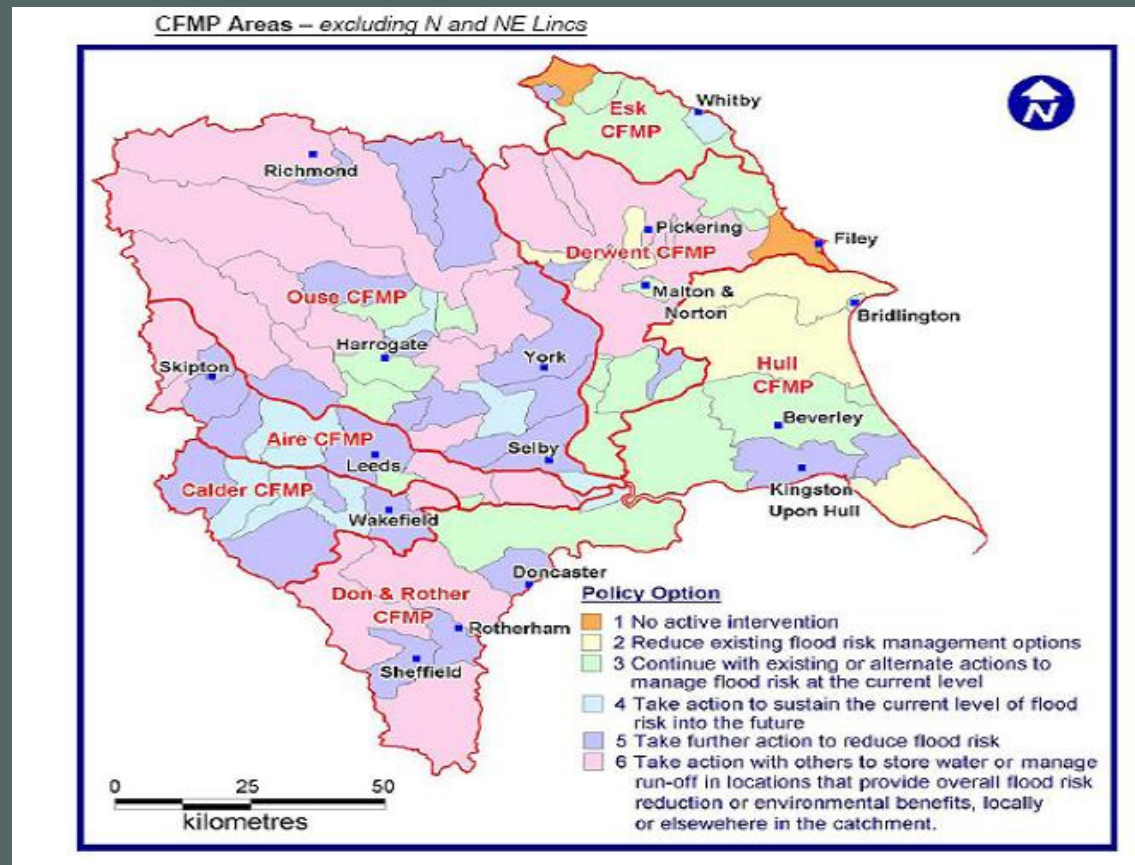 CFMP Areas – excluding N and NE Lincs
N
Whitby
Esk
CFMP
Richmond
Pickering
Filey
Derwent CFMP
Malton &
Norton
Ouse CFMP
Bridlington
Harrogate
York
Skipton
Hull
CFMP
Beverley
Aire CFMP
Selby
Leeds
Calder CFMP
Kingston
Upon Hull
Wakefield
Doncaster
Don & Rother
CFMP
Rotherham
Sheffield
Policy Option
1 No active intervention
2 Reduce existing flood risk management options
3 Continue with existing or alternate actions to
manage flood risk at the current level
4 Take action to sustain the current level of flood
risk into the future
5 Take further action to reduce flood risk
6 Take action with others to store water or manage
run-off in locations that provide overall flood risk
reduction or environmental benefits, locally
or elsewehere in the catchment.
0 25 50
kilometres